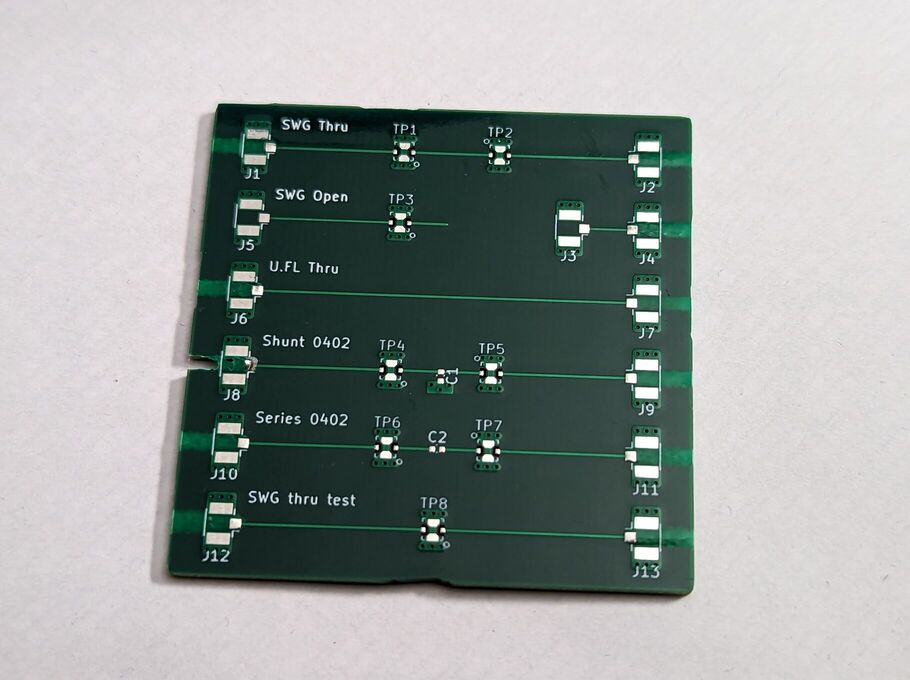 SWG Thru
TP1
TP2
J1
J2
SWG Open
TP3
J5
J3
J4
U.FL Thru
J6
J7
Shunt 0402
TP4
TP5
C1
J8
J9
Series 0402
TP6
C2
TP7
J10
J11
SWG thru test
TP8
J12
J13